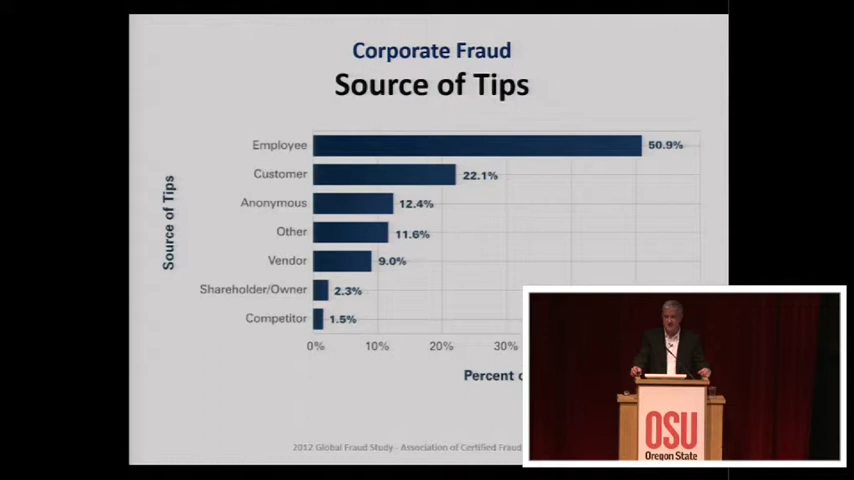 Corporate Fraud
Source of Tips
Source of Tips
Employee 50.9%
Customer 22.1%
Anonymous 12.4%
Other 11.6%
Vendor 9.0%
Shareholder/Owner 2.3%
Competitor 1.5%
0% 10% 20% 30%
Percent
2012 Global Fraud Study - Association of Certified Fraud
OSU
Oregon State